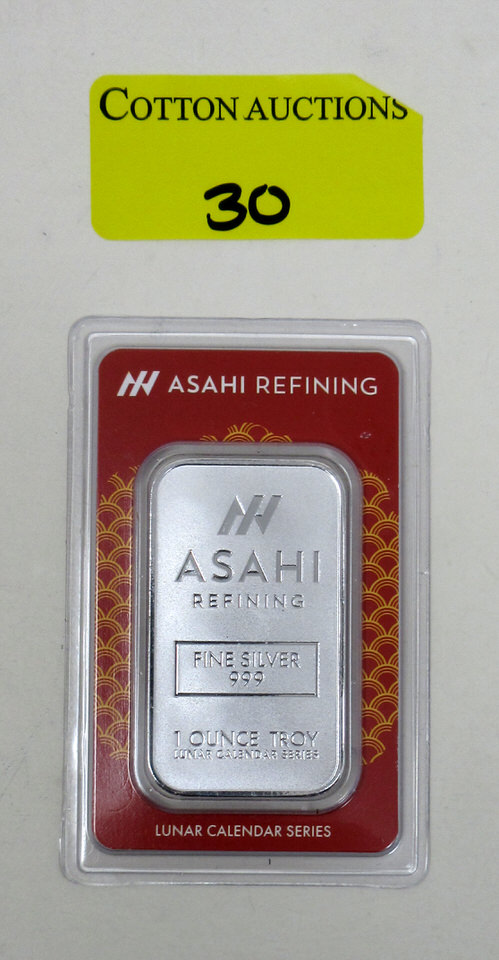 COTTON AUCTIONS
30
ASAHI REFINING
ASAHI
REFINING
FINE SILVER
999
1 OUNCE TROY
LUNAR CALENDAR SERIES
LUNAR CALENDAR SERIES